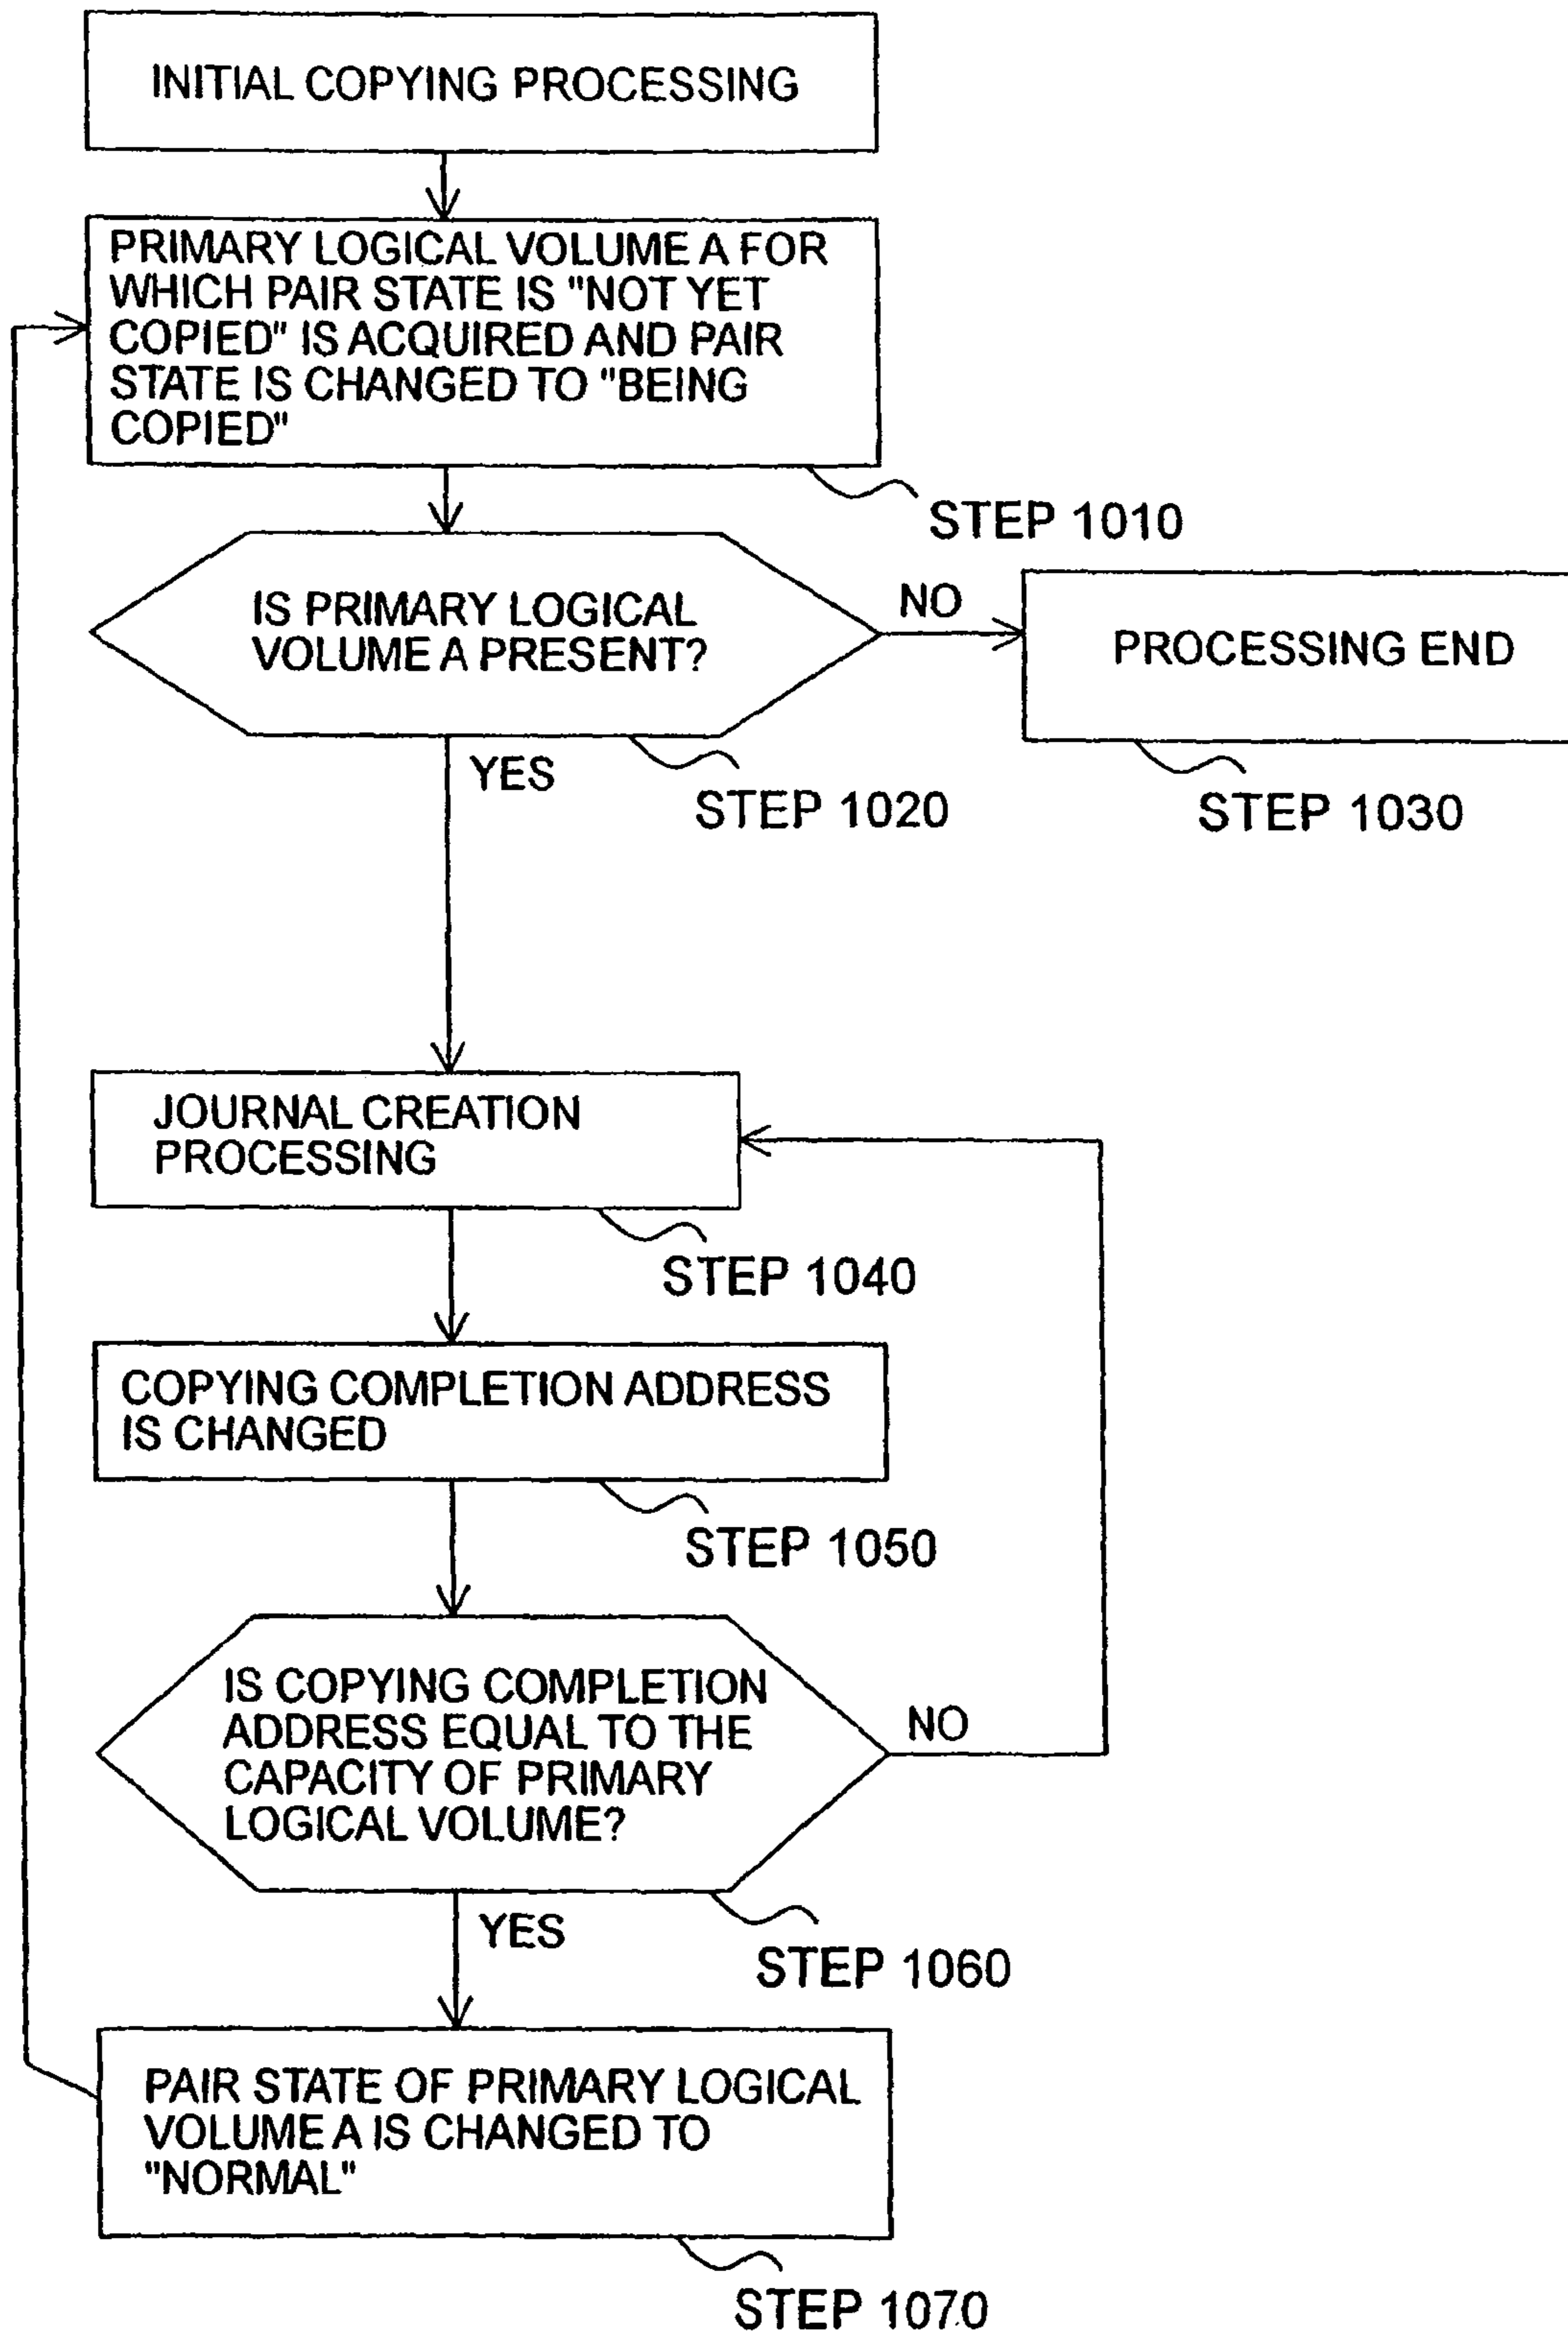 INITIAL COPYING PROCESSING
PRIMARY LOGICAL VOLUME A FOR
WHICH PAIR STATE IS "NOT YET
COPIED" IS ACQUIRED AND PAIR
STATE IS CHANGED TO "BEING
COPIED"
STEP 1010
IS PRIMARY LOGICAL
VOLUME A PRESENT?
NO
PROCESSING END
YES
STEP 1020
STEP 1030
JOURNAL CREATION
PROCESSING
STEP 1040
COPYING COMPLETION ADDRESS
IS CHANGED
STEP 1050
IS COPYING COMPLETION
ADDRESS EQUAL TO THE
CAPACITY OF PRIMARY
LOGICAL VOLUME?
NO
YES
STEP 1060
PAIR STATE OF PRIMARY LOGICAL
VOLUME A IS CHANGED TO
"NORMAL"
STEP 1070